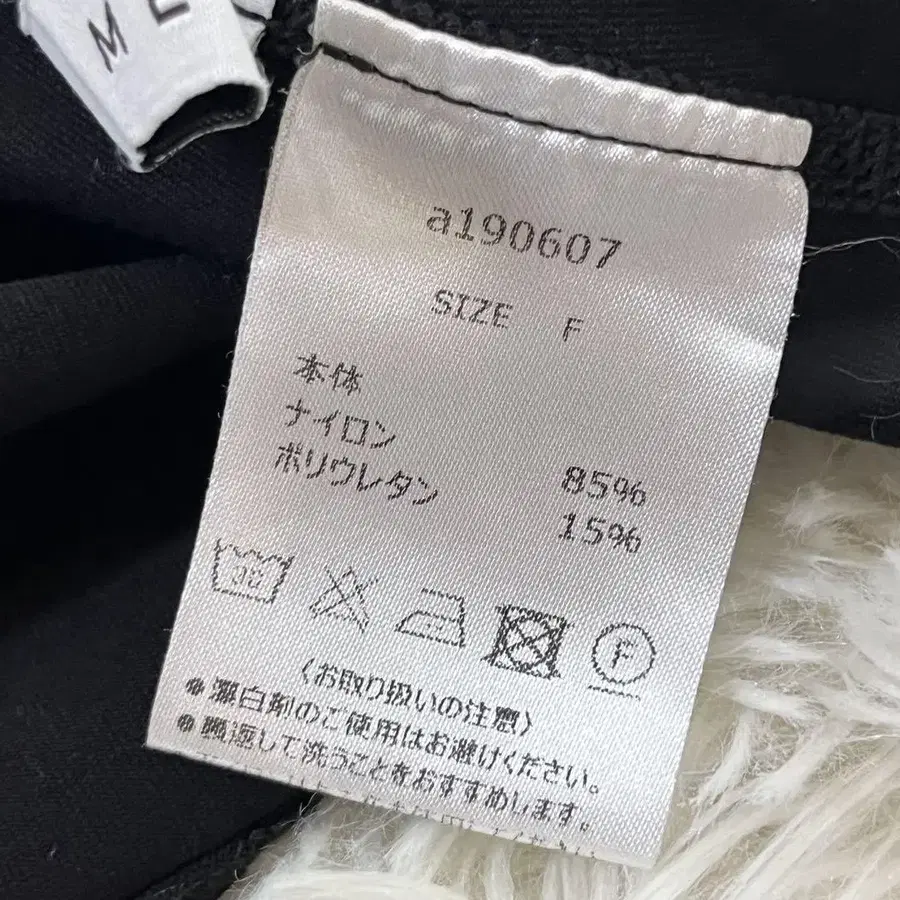 ME
a190607
SIZE F
本体
ナイロン 85%
ポリウレタン 15%
30
F
〈お取り扱いの注意〉
●漂白剤のご使用はお避けください。
●裏返して洗うことをおすすめします。